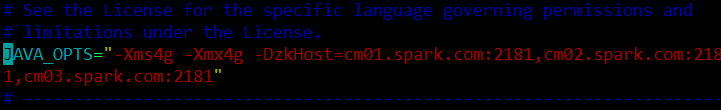 # See the License for the specific language governing permissions and
# limitations under the License.
JAVA_OPTS="-Xms4g -Xmx4g -DzkHost=cm01.spark.com:2181,cm02.spark.com:218
1,cm03.spark.com:2181"
# -----------------------------------------------------------------------------